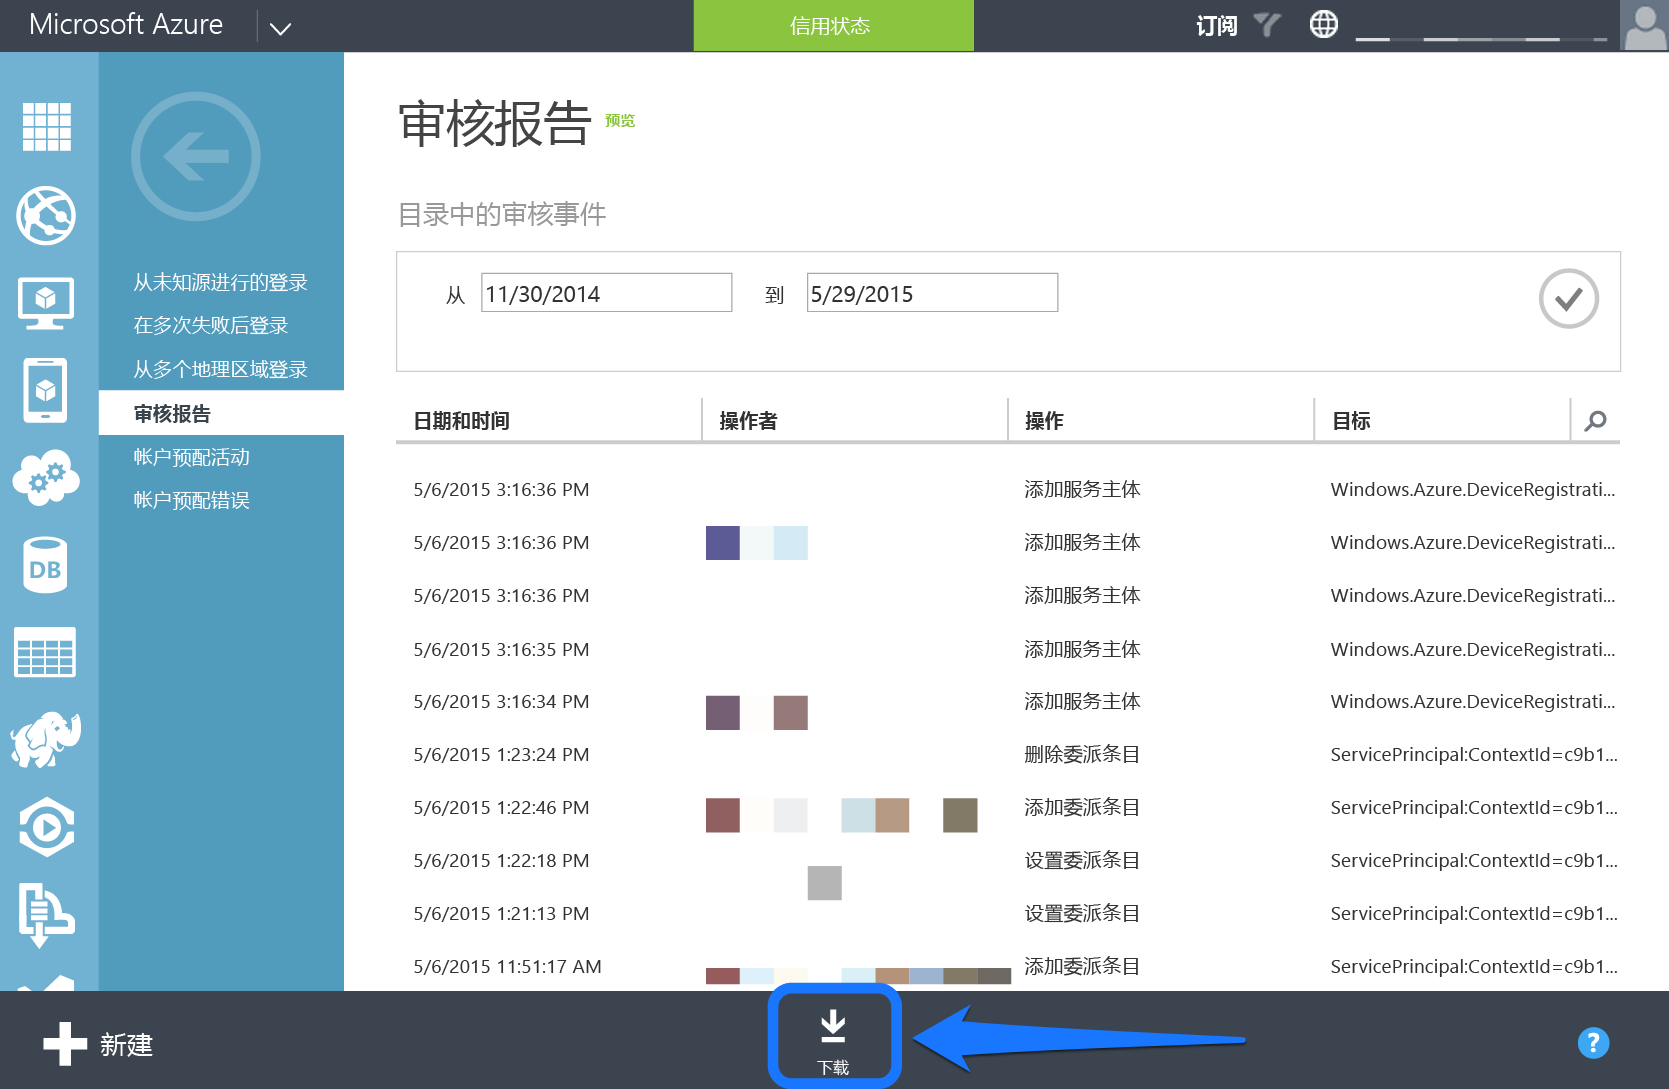 Microsoft Azure
信用状态
订阅
审核报告 预览
目录中的审核事件
从未知源进行的登录
在多次失败后登录
从多个地理区域登录
审核报告
帐户预配活动
帐户预配错误
从 11/30/2014 到 5/29/2015
日期和时间 操作者 操作 目标
5/6/2015 3:16:36 PM 添加服务主体 Windows.Azure.DeviceRegistrati...
5/6/2015 3:16:36 PM 添加服务主体 Windows.Azure.DeviceRegistrati...
5/6/2015 3:16:36 PM 添加服务主体 Windows.Azure.DeviceRegistrati...
5/6/2015 3:16:35 PM 添加服务主体 Windows.Azure.DeviceRegistrati...
5/6/2015 3:16:34 PM 添加服务主体 Windows.Azure.DeviceRegistrati...
5/6/2015 1:23:24 PM 删除委派条目 ServicePrincipal:ContextId=c9b1...
5/6/2015 1:22:46 PM 添加委派条目 ServicePrincipal:ContextId=c9b1...
5/6/2015 1:22:18 PM 设置委派条目 ServicePrincipal:ContextId=c9b1...
5/6/2015 1:21:13 PM 设置委派条目 ServicePrincipal:ContextId=c9b1...
5/6/2015 11:51:17 AM 添加委派条目 ServicePrincipal:ContextId=c9b1...
DB
新建
下载
?